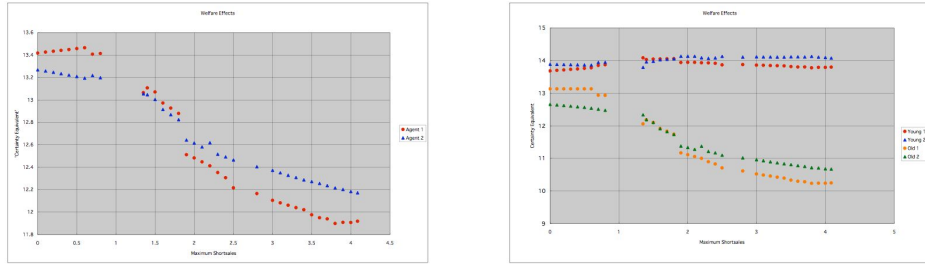 Welfare Effects
13.6
13.4
13.2
13
12.8
12.6
12.4
12.2
12
11.8
'Certainty Equivalent'
0 0.5 1 1.5 2 2.5 3 3.5 4 4.5
Maximum Shortsales
Agent 1
Agent 2
Welfare Effects
15
14
13
12
11
10
9
Certainty Equivalent
0 1 2 3 4 5
Maximum Shortsales
Young 1
Young 2
Old 1
Old 2